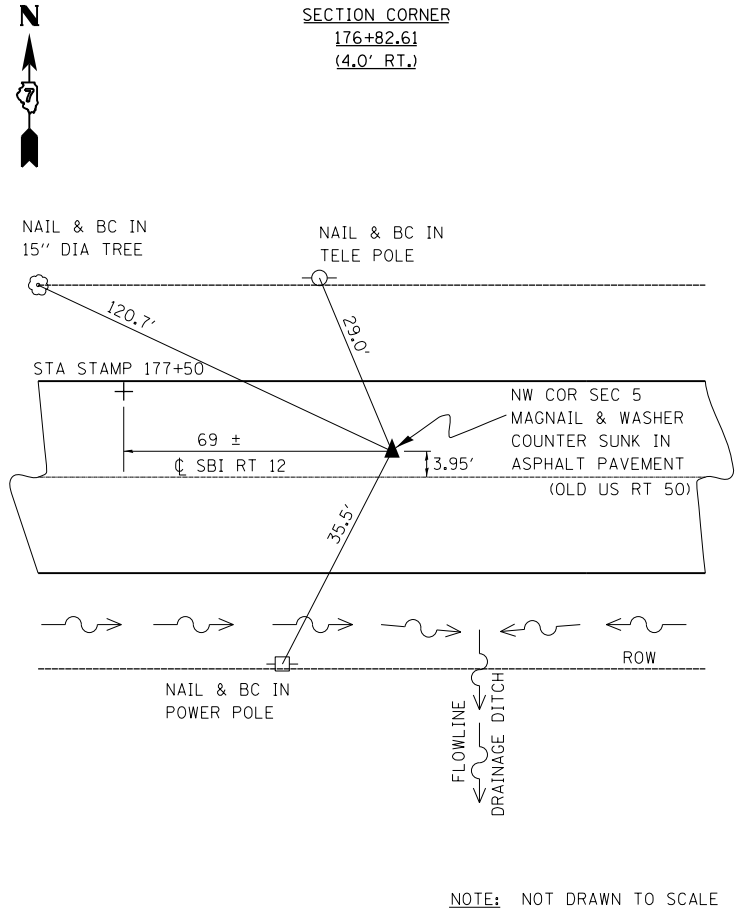 N
7
SECTION CORNER
176+82.61
(4.0' RT.)
NAIL & BC IN
15" DIA TREE
NAIL & BC IN
TELE POLE
120.7'
29.0'
STA STAMP 177+50
NW COR SEC 5
MAGNAIL & WASHER
COUNTER SUNK IN
ASPHALT PAVEMENT
(OLD US RT 50)
69 ±
℄ SBI RT 12
3.95'
35.5'
ROW
NAIL & BC IN
POWER POLE
FLOWLINE
DRAINAGE DITCH
NOTE: NOT DRAWN TO SCALE